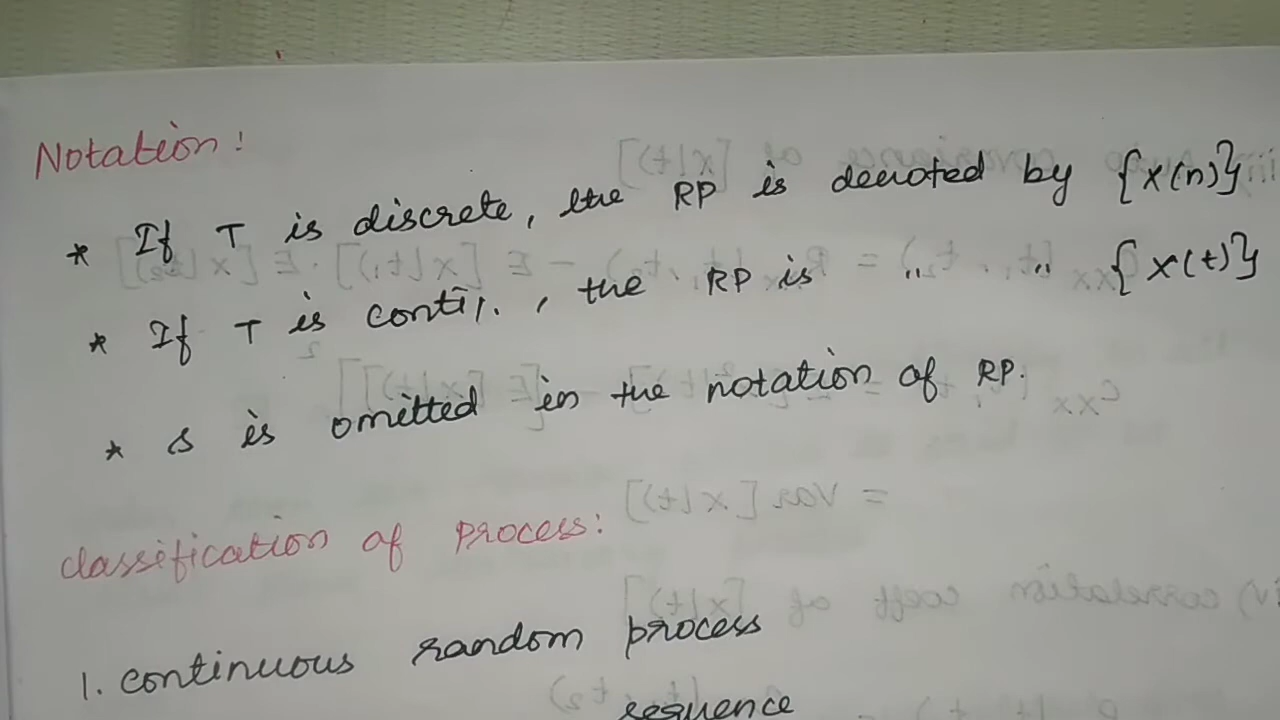 Notation:
* If T is discrete, the RP is denoted by {X(n)}
* If T is conti/., the RP is " " {X(t)}
* s is omitted in the notation of RP.
classification of process:
1. continuous random process
sequence